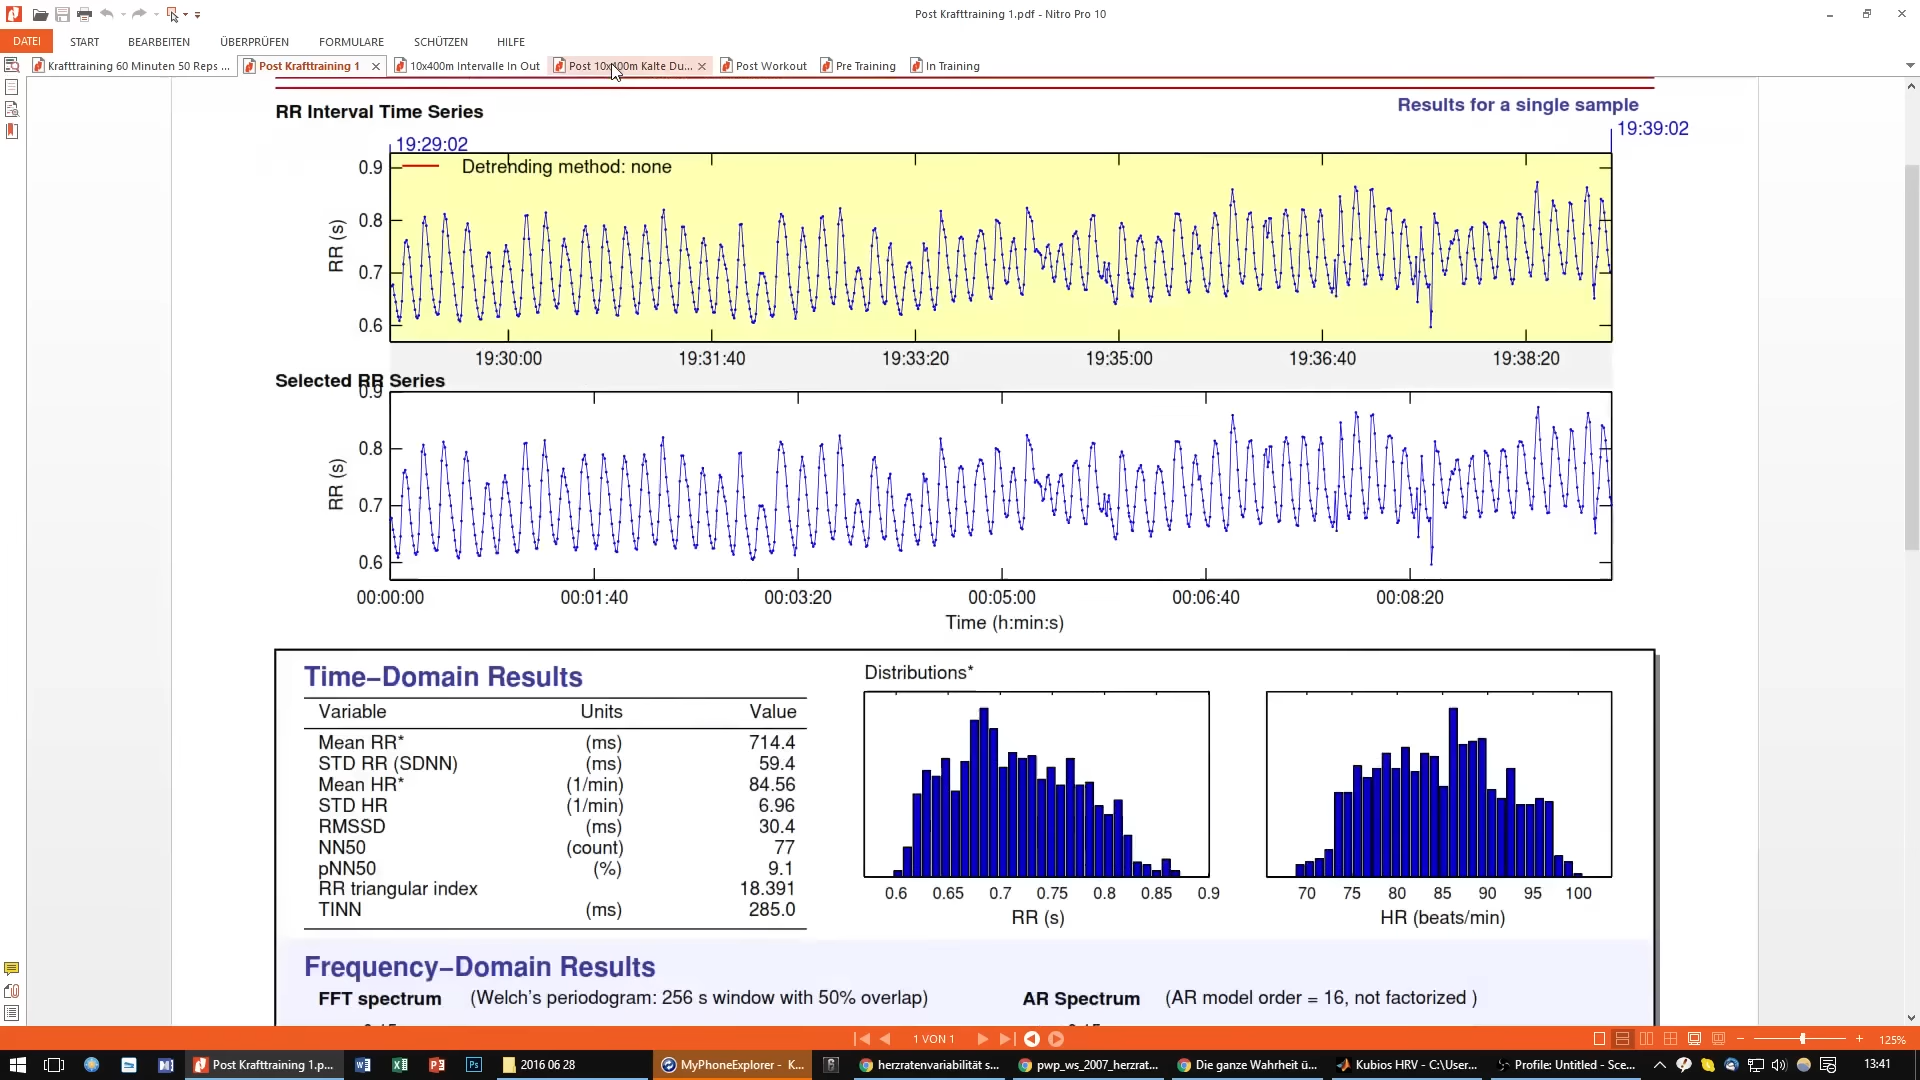 Post Krafttraining 1.pdf - Nitro Pro 10
DATEI START BEARBEITEN ÜBERPRÜFEN FORMULARE SCHÜTZEN HILFE
Krafttraining 60 Minuten 50 Reps ... Post Krafttraining 1 10x400m Intervalle In Out Post 10x400m Kalte Du... Post Workout Pre Training In Training
RR Interval Time Series
Results for a single sample
19:29:02
19:39:02
Detrending method: none
0.9
0.8
0.7
0.6
RR (s)
19:30:00 19:31:40 19:33:20 19:35:00 19:36:40 19:38:20
Selected RR Series
0.9
0.8
0.7
0.6
RR (s)
00:00:00 00:01:40 00:03:20 00:05:00 00:06:40 00:08:20
Time (h:min:s)
Time–Domain Results
Variable Units Value
Mean RR* (ms) 714.4
STD RR (SDNN) (ms) 59.4
Mean HR* (1/min) 84.56
STD HR (1/min) 6.96
RMSSD (ms) 30.4
NN50 (count) 77
pNN50 (%) 9.1
RR triangular index 18.391
TINN (ms) 285.0
Distributions*
0.6 0.65 0.7 0.75 0.8 0.85 0.9
RR (s)
70 75 80 85 90 95 100
HR (beats/min)
Frequency–Domain Results
FFT spectrum (Welch's periodogram: 256 s window with 50% overlap)
AR Spectrum (AR model order = 16, not factorized )
1 VON 1
125%
Post Krafttraining 1.p... 2016 06 28 MyPhoneExplorer - K... herzratenvariabilität s... pwp_ws_2007_herzrat... Die ganze Wahrheit ü... Kubios HRV - C:\User... Profile: Untitled - Sce... 13:41